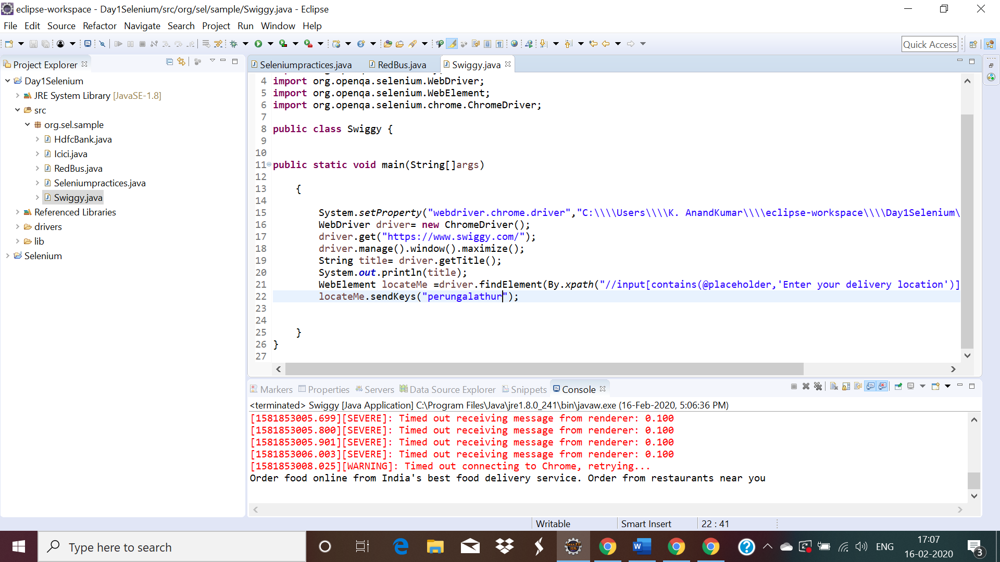 eclipse-workspace - Day1Selenium/src/org/sel/sample/Swiggy.java - Eclipse
File Edit Source Refactor Navigate Search Project Run Window Help
Quick Access
Project Explorer
Day1Selenium
JRE System Library [JavaSE-1.8]
src
org.sel.sample
HdfcBank.java
Icici.java
RedBus.java
Seleniumpractices.java
Swiggy.java
Referenced Libraries
drivers
lib
Selenium
Seleniumpractices.java RedBus.java Swiggy.java
4 import org.openqa.selenium.WebDriver;
5 import org.openqa.selenium.WebElement;
6 import org.openqa.selenium.chrome.ChromeDriver;
7
8 public class Swiggy {
9
10
11 public static void main(String[]args)
12
13 {
14
15 System.setProperty("webdriver.chrome.driver","C:\\\\Users\\\\K. AnandKumar\\\\eclipse-workspace\\\\Day1Selenium\
16 WebDriver driver= new ChromeDriver();
17 driver.get("https://www.swiggy.com/");
18 driver.manage().window().maximize();
19 String title= driver.getTitle();
20 System.out.println(title);
21 WebElement locateMe =driver.findElement(By.xpath("//input[contains(@placeholder,'Enter your delivery location')]
22 locateMe.sendKeys("perungalathur");
23
24
25 }
26 }
27
Markers Properties Servers Data Source Explorer Snippets Console
<terminated> Swiggy [Java Application] C:\Program Files\Java\jre1.8.0_241\bin\javaw.exe (16-Feb-2020, 5:06:36 PM)
[1581853005.699][SEVERE]: Timed out receiving message from renderer: 0.100
[1581853005.800][SEVERE]: Timed out receiving message from renderer: 0.100
[1581853005.901][SEVERE]: Timed out receiving message from renderer: 0.100
[1581853006.003][SEVERE]: Timed out receiving message from renderer: 0.100
[1581853008.025][WARNING]: Timed out connecting to Chrome, retrying...
Order food online from India's best food delivery service. Order from restaurants near you
Writable Smart Insert 22 : 41
Type here to search
ENG
17:07
16-02-2020
3